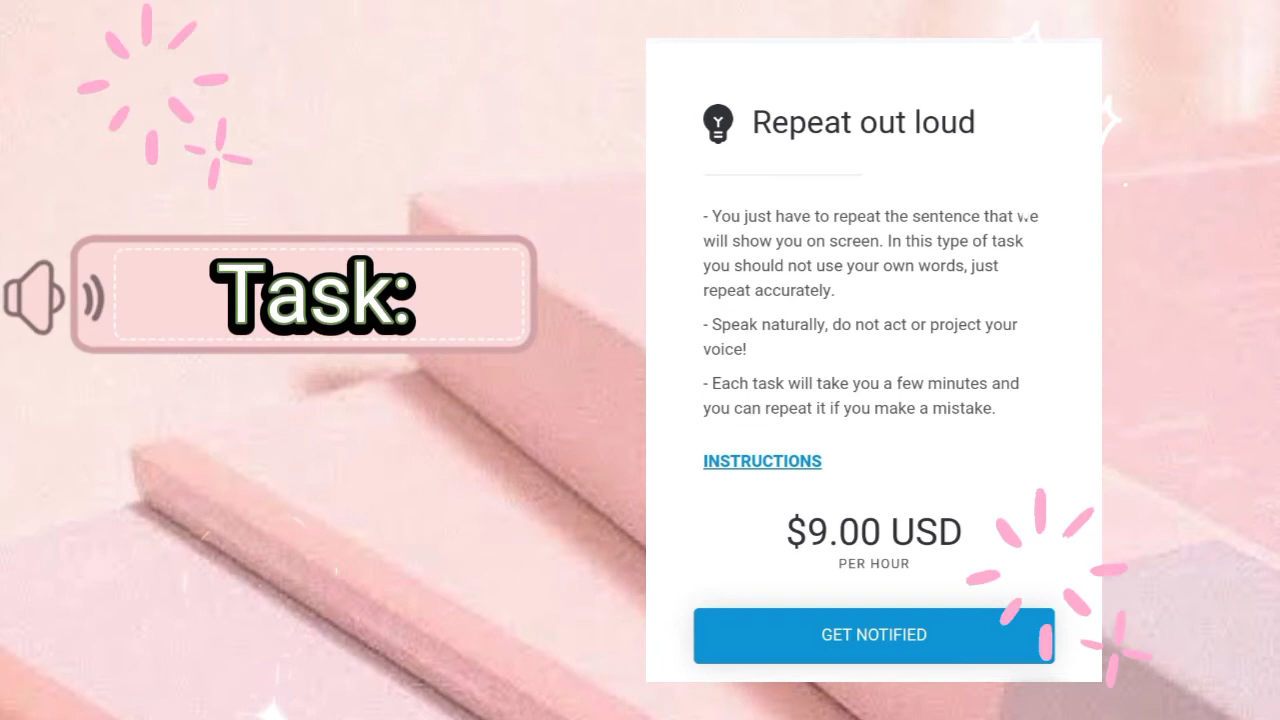 Task:
Repeat out loud
- You just have to repeat the sentence that we
will show you on screen. In this type of task
you should not use your own words, just
repeat accurately.
- Speak naturally, do not act or project your
voice!
- Each task will take you a few minutes and
you can repeat it if you make a mistake.
INSTRUCTIONS
$9.00 USD
PER HOUR
GET NOTIFIED